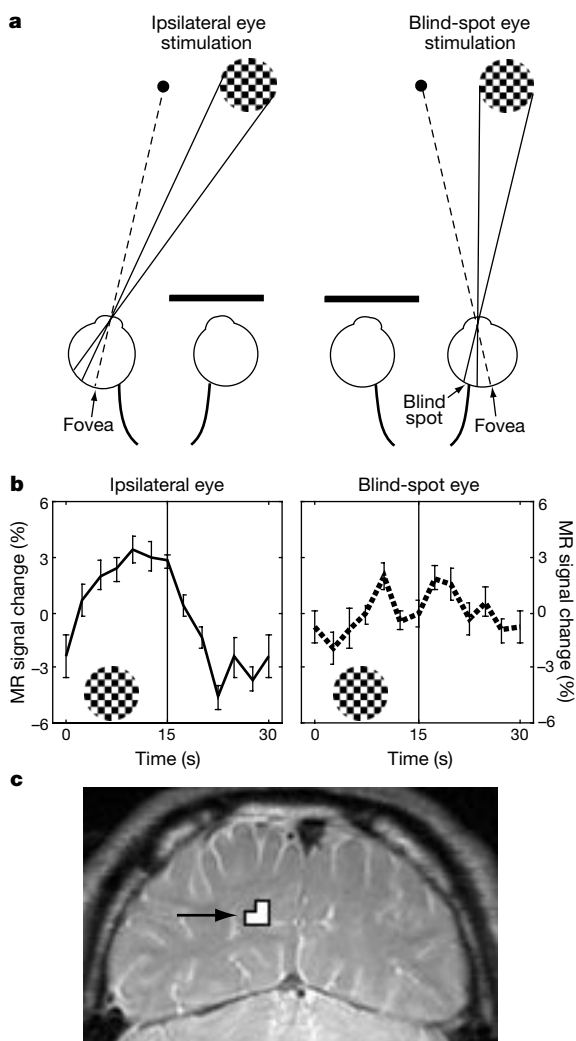 a
Ipsilateral eye
stimulation
Blind-spot eye
stimulation
Fovea
Blind
spot
Fovea
b
Ipsilateral eye
Blind-spot eye
MR signal change (%)
6
3
0
−3
−6
0
15
30
Time (s)
0
15
30
Time (s)
6
3
0
−3
−6
MR signal change (%)
c